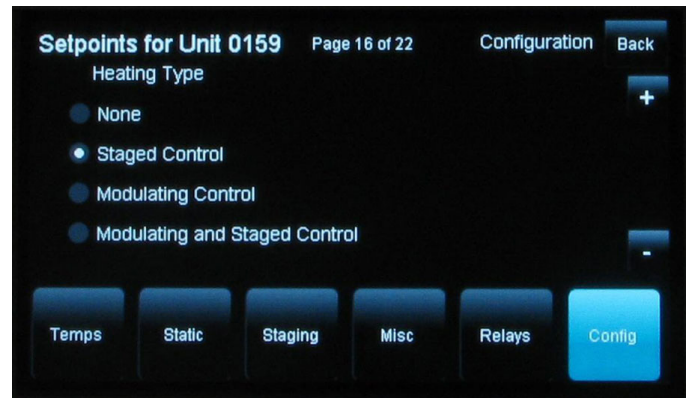 Setpoints for Unit 0159 Page 16 of 22 Configuration Back
Heating Type
+
None
Staged Control
Modulating Control
Modulating and Staged Control
-
Temps Static Staging Misc Relays Config